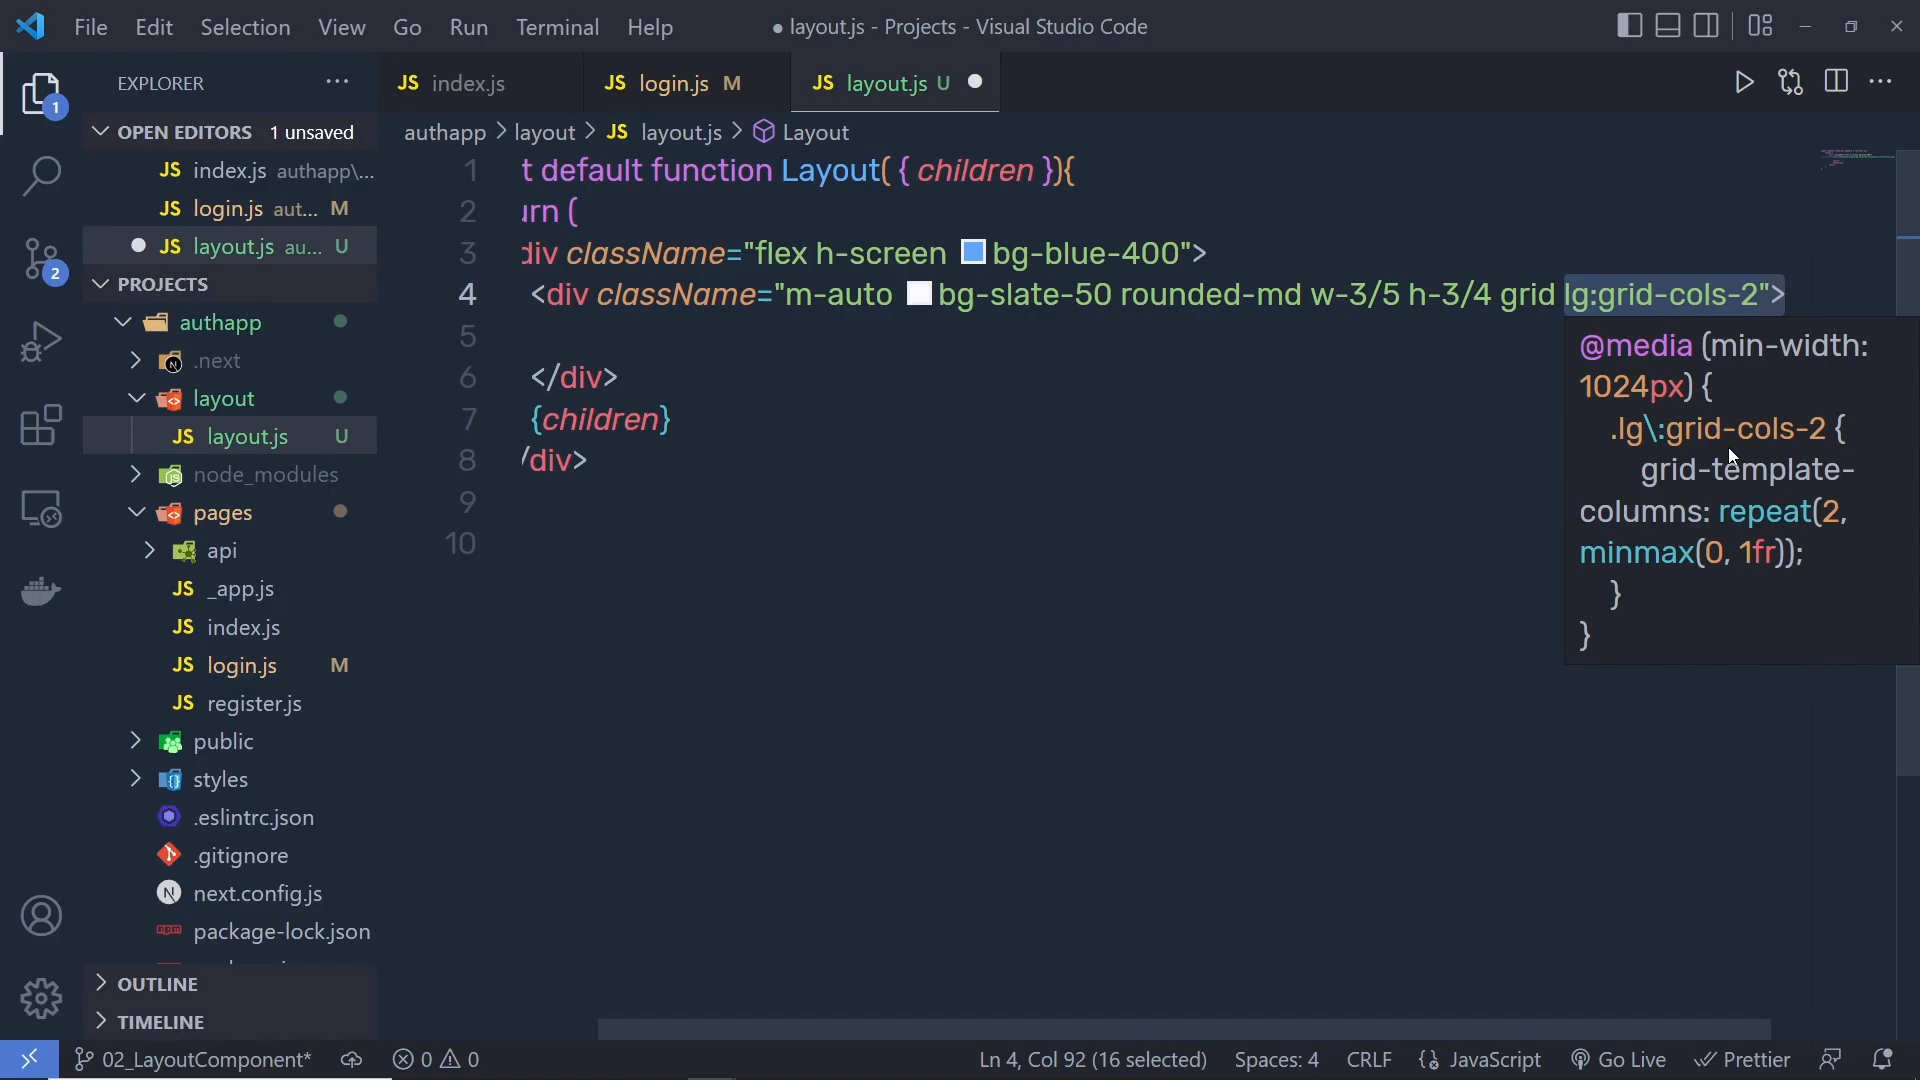 File Edit Selection View Go Run Terminal Help
● layout.js - Projects - Visual Studio Code
EXPLORER
OPEN EDITORS 1 unsaved
JS index.js authapp\...
JS login.js aut... M
JS layout.js au... U
PROJECTS
authapp
.next
layout
JS layout.js U
node_modules
pages
api
JS _app.js
JS index.js
JS login.js M
JS register.js
public
styles
.eslintrc.json
.gitignore
next.config.js
package-lock.json
OUTLINE
TIMELINE
1
2
JS index.js
JS login.js M
JS layout.js U
authapp > layout > JS layout.js > Layout
1 t default function Layout( { children }){
2 urn (
3 div className="flex h-screen bg-blue-400">
4 <div className="m-auto bg-slate-50 rounded-md w-3/5 h-3/4 grid lg:grid-cols-2">
5
6 </div>
7 {children}
8 /div>
9
10
@media (min-width:
1024px) {
.lg\:grid-cols-2 {
grid-template-
columns: repeat(2,
minmax(0, 1fr));
}
}
02_LayoutComponent* 0 0 Ln 4, Col 92 (16 selected) Spaces: 4 CRLF JavaScript Go Live Prettier